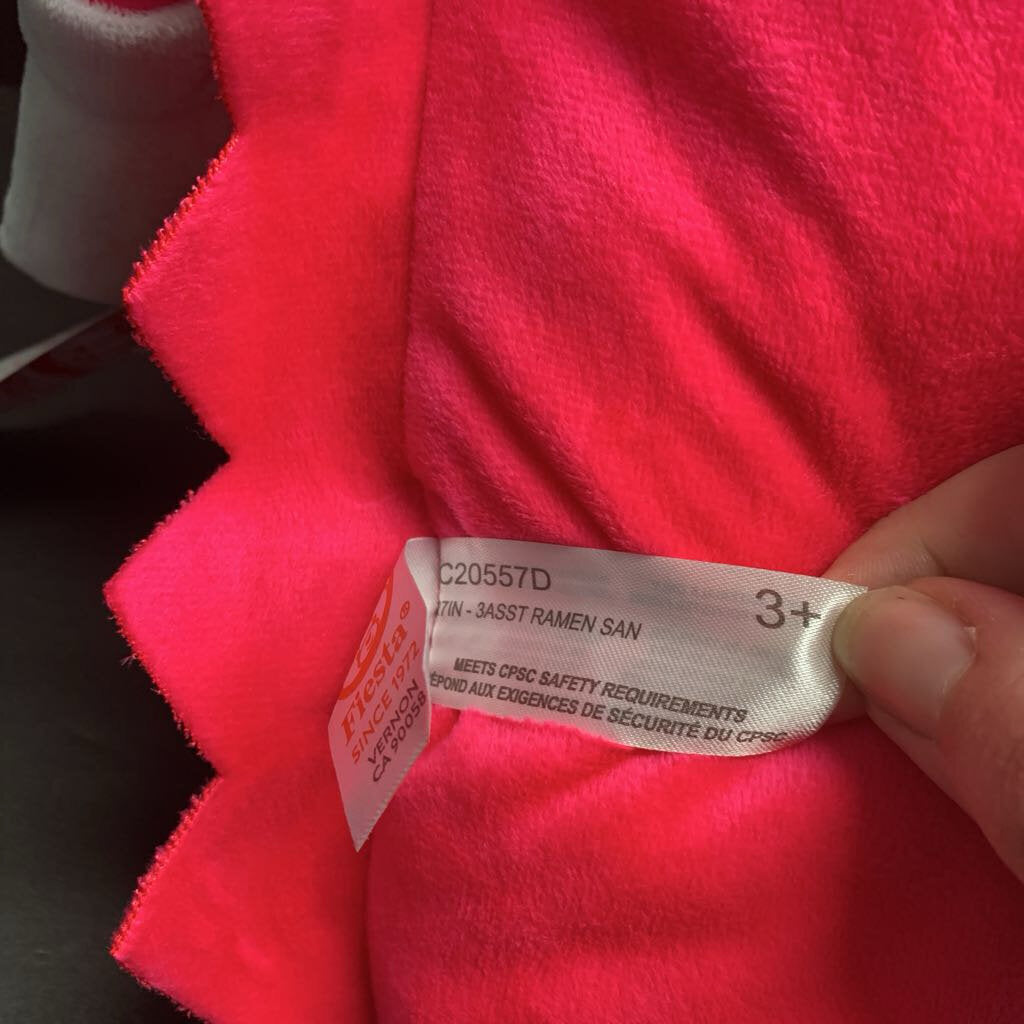 C20557D
7IN - 3ASST RAMEN SAN
3+
MEETS CPSC SAFETY REQUIREMENTS
ÉPOND AUX EXIGENCES DE SÉCURITÉ DU CPSC
Fiesta®
SINCE 1972
VERNON
CA 90058